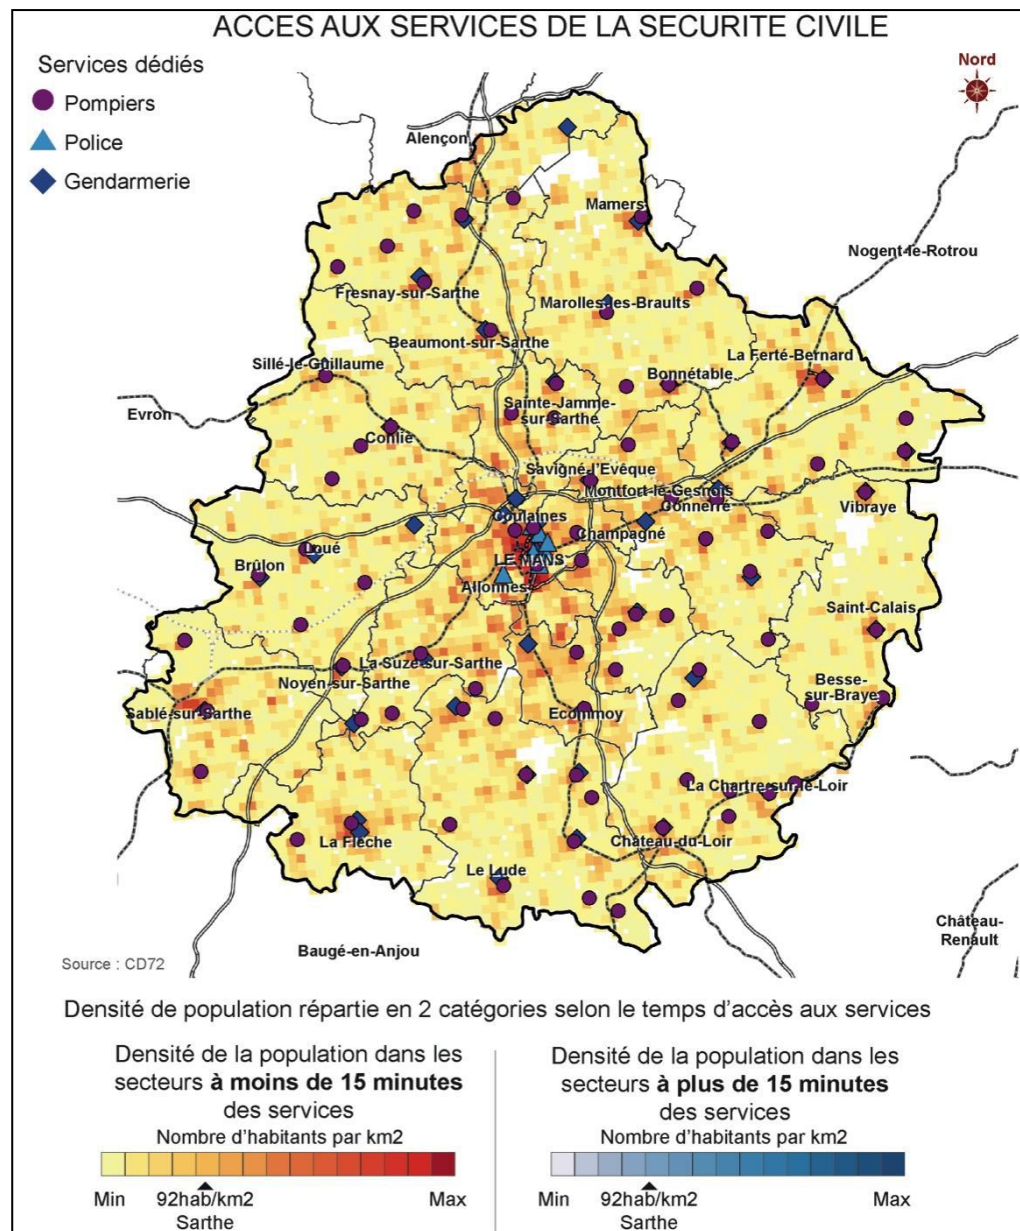 ACCES AUX SERVICES DE LA SECURITE CIVILE
Services dédiés
Pompiers
Police
Gendarmerie
Nord
Alençon
Mamers
Nogent-le-Rotrou
Fresnay-sur-Sarthe
Marolles-les-Braults
Beaumont-sur-Sarthe
La Ferté-Bernard
Sillé-le-Guillaume
Bonnétable
Evron
Sainte-Jamme-
sur-Sarthe
Conlie
Savigné-l'Evêque
Montfort-le-Gesnois
Connerré
Vibraye
Coulaines
Champagné
Loué
LE MANS
Brûlon
Allonnes
Saint-Calais
La Suze-sur-Sarthe
Noyen-sur-Sarthe
Besse-
sur-Braye
Sablé-sur-Sarthe
Ecommoy
La Chartre-sur-le-Loir
La Flèche
Château-du-Loir
Le Lude
Château-
Renault
Baugé-en-Anjou
Source : CD72
Densité de population répartie en 2 catégories selon le temps d'accès aux services
Densité de la population dans les
secteurs à moins de 15 minutes
des services
Nombre d'habitants par km2
Min 92hab/km2 Max
Sarthe
Densité de la population dans les
secteurs à plus de 15 minutes
des services
Nombre d'habitants par km2
Min 92hab/km2 Max
Sarthe